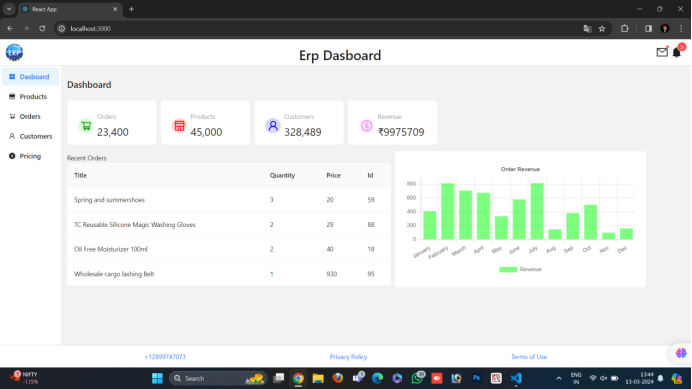 React App
localhost:3000
ERP
Erp Dasboard
5
Dasboard
Products
Orders
Customers
Pricing
Dashboard
Orders
23,400
Products
45,000
Customers
328,489
Revenue
₹9975709
Recent Orders
Title Quantity Price Id
Spring and summershoes 3 20 59
TC Reusable Silicone Magic Washing Gloves 2 29 88
Oil Free Moisturizer 100ml 2 40 18
Wholesale cargo lashing Belt 1 930 95
Order Revenue
800
600
400
200
0
January February March April May June July Aug Sep Oct Nov Dec
Revenue
+12899747073 Privacy Policy Terms of Use
NIFTY
-1.15%
Search
ENG
IN
13:44
13-03-2024